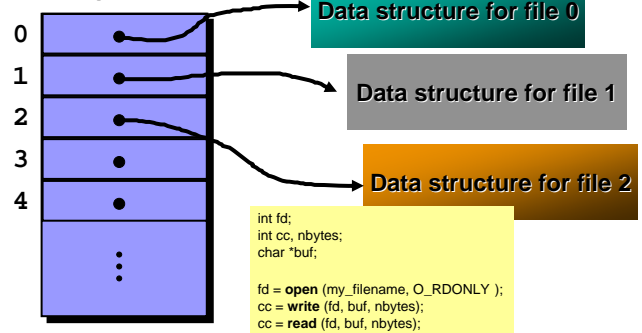 Data structure for file 0
0
1
Data structure for file 1
2
3
Data structure for file 2
4
int fd;
int cc, nbytes;
char *buf;
fd = open (my_filename, O_RDONLY );
cc = write (fd, buf, nbytes);
cc = read (fd, buf, nbytes);